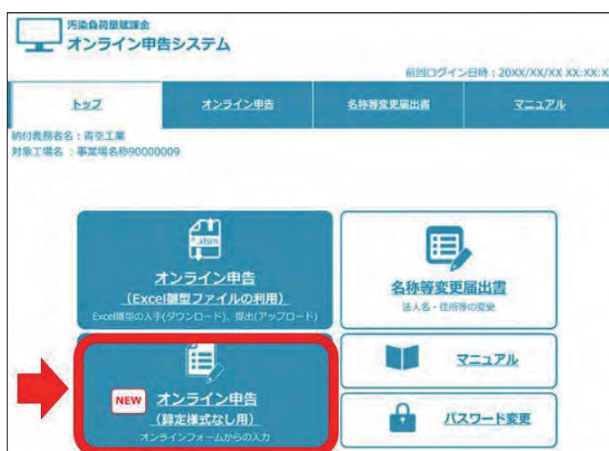 汚染負荷量賦課金
オンライン申告システム
前回ログイン日時：20XX/XX/XX XX:XX:X
トップ
オンライン申告
名称等変更届出書
マニュアル
納付義務者名：青空工業
対象工場名 ：事業場名称90000009
.xlsm
オンライン申告
（Excel雛型ファイルの利用）
Excel雛型の入手(ダウンロード)、提出(アップロード)
名称等変更届出書
法人名・住所等の変更
NEW
オンライン申告
（算定様式なし用）
オンラインフォームからの入力
マニュアル
パスワード変更